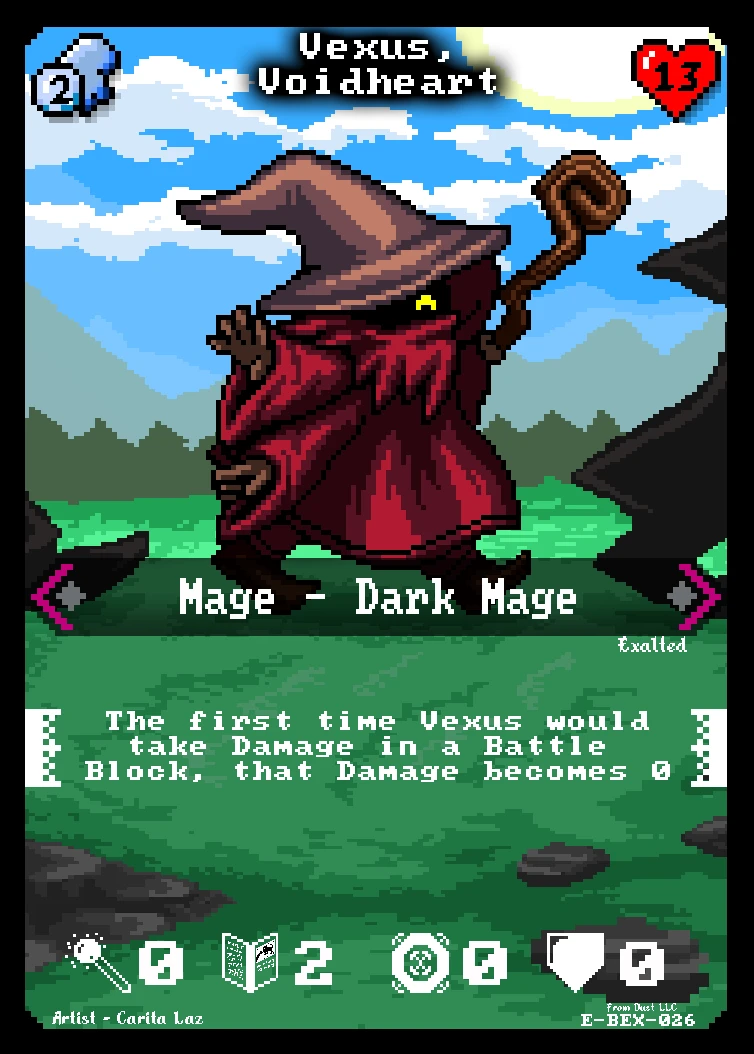 Vexus,
Voidheart
2
13
Mage - Dark Mage
Exalted
The first time Vexus would
take Damage in a Battle
Block, that Damage becomes 0
0 2 0 0
Artist - Carita Laz
From Dust LLC
E-BEX-026